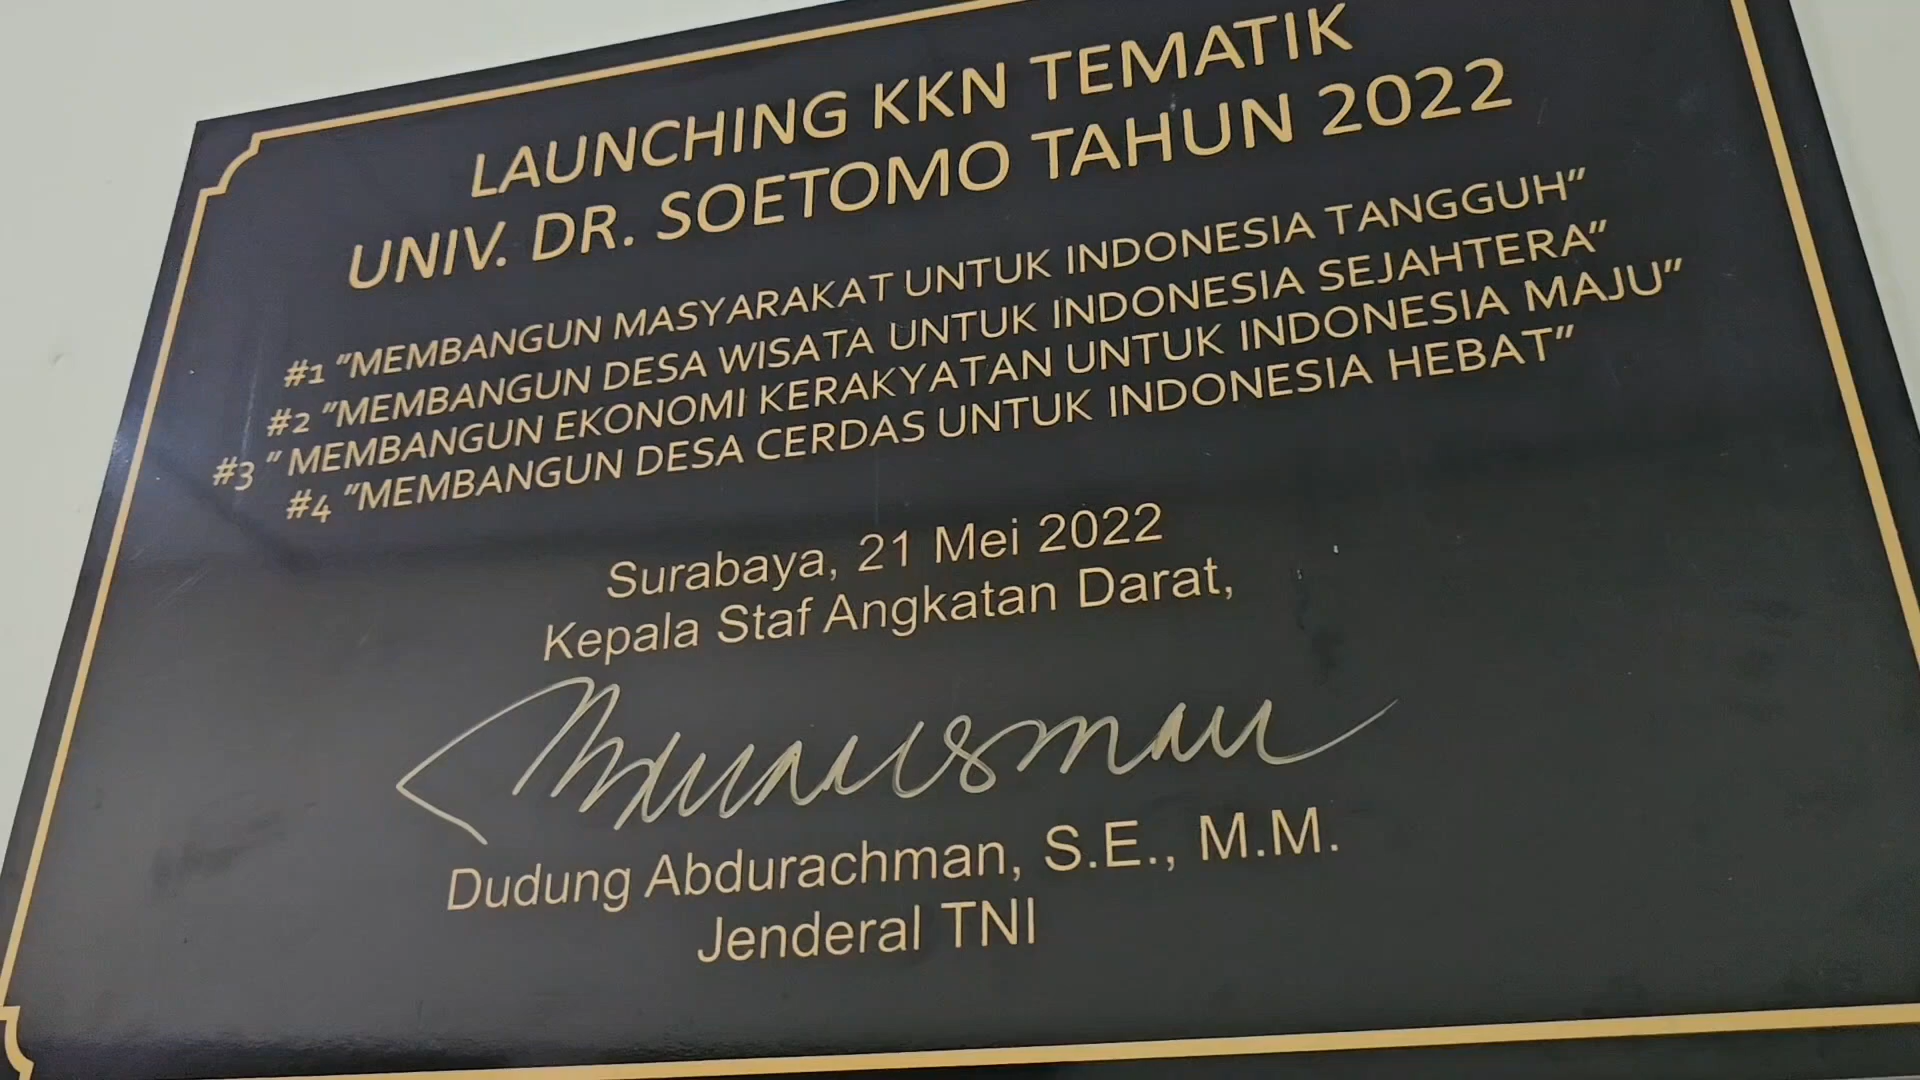 LAUNCHING KKN TEMATIK
UNIV. DR. SOETOMO TAHUN 2022
#1 "MEMBANGUN MASYARAKAT UNTUK INDONESIA TANGGUH"
#2 "MEMBANGUN DESA WISATA UNTUK INDONESIA SEJAHTERA"
#3 " MEMBANGUN EKONOMI KERAKYATAN UNTUK INDONESIA MAJU"
#4 "MEMBANGUN DESA CERDAS UNTUK INDONESIA HEBAT"
Surabaya, 21 Mei 2022
Kepala Staf Angkatan Darat,
Dudung Abdurachman, S.E., M.M.
Jenderal TNI